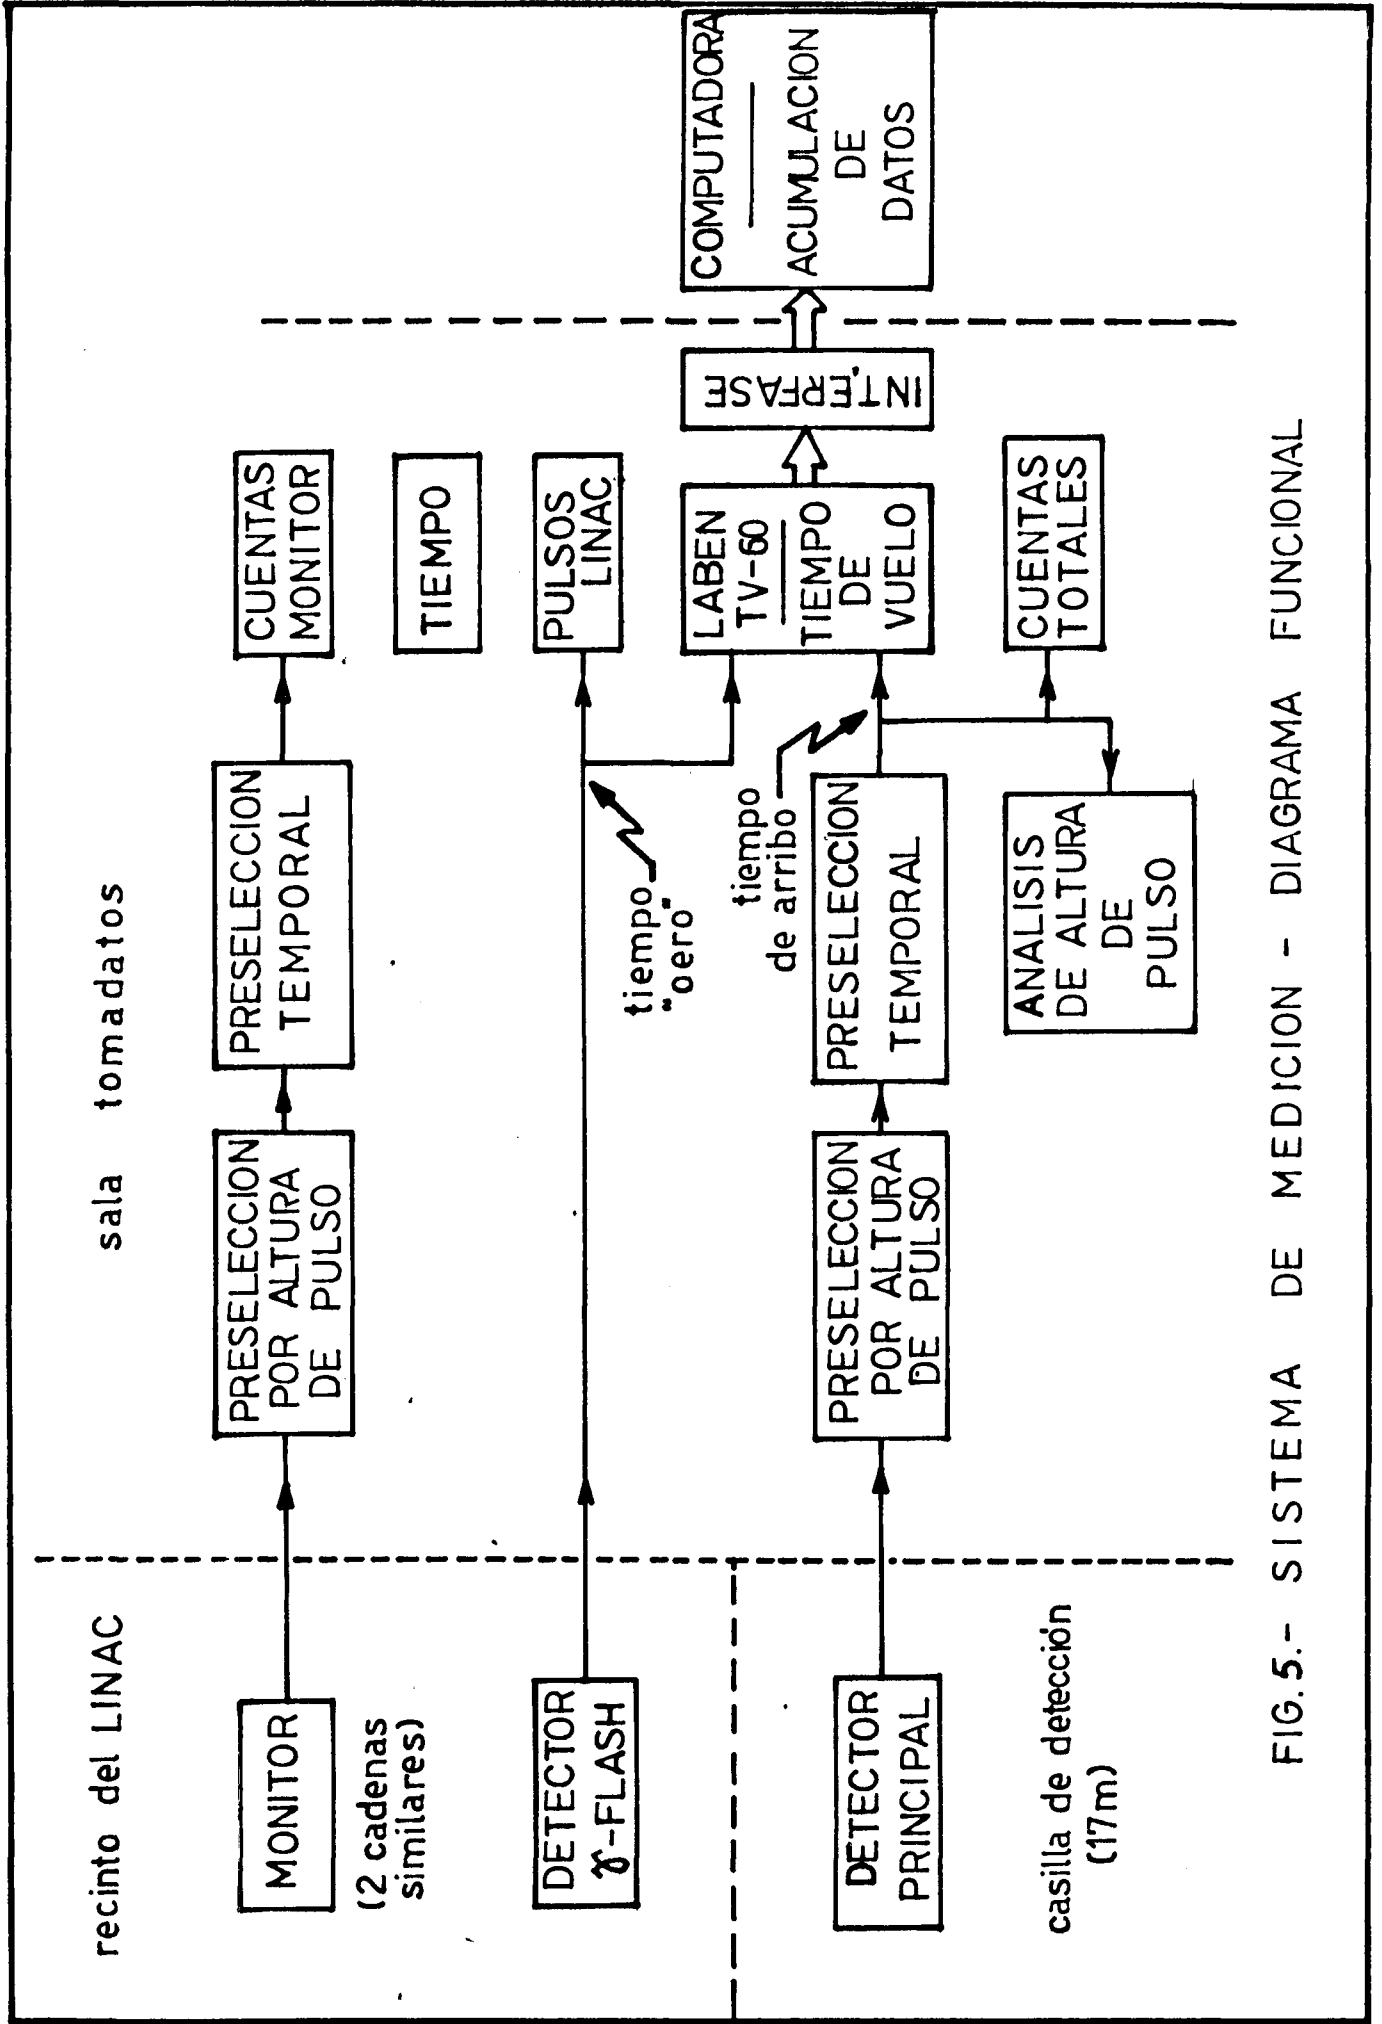 recinto del LINAC
sala tomadatos
MONITOR
(2 cadenas
similares)
PRESELECCION
POR ALTURA
DE PULSO
PRESELECCION
TEMPORAL
CUENTAS
MONITOR
TIEMPO
DETECTOR
γ-FLASH
tiempo
"oero"
PULSOS
LINAC
LABEN
TV-60
TIEMPO
DE
VUELO
INTERFASE
COMPUTADORA
ACUMULACION
DE
DATOS
DETECTOR
PRINCIPAL
PRESELECCION
POR ALTURA
DE PULSO
tiempo
de arribo
PRESELECCION
TEMPORAL
CUENTAS
TOTALES
ANALISIS
DE ALTURA
DE
PULSO
casilla de detección
(17m)
FIG.5.- SISTEMA DE MEDICION - DIAGRAMA FUNCIONAL